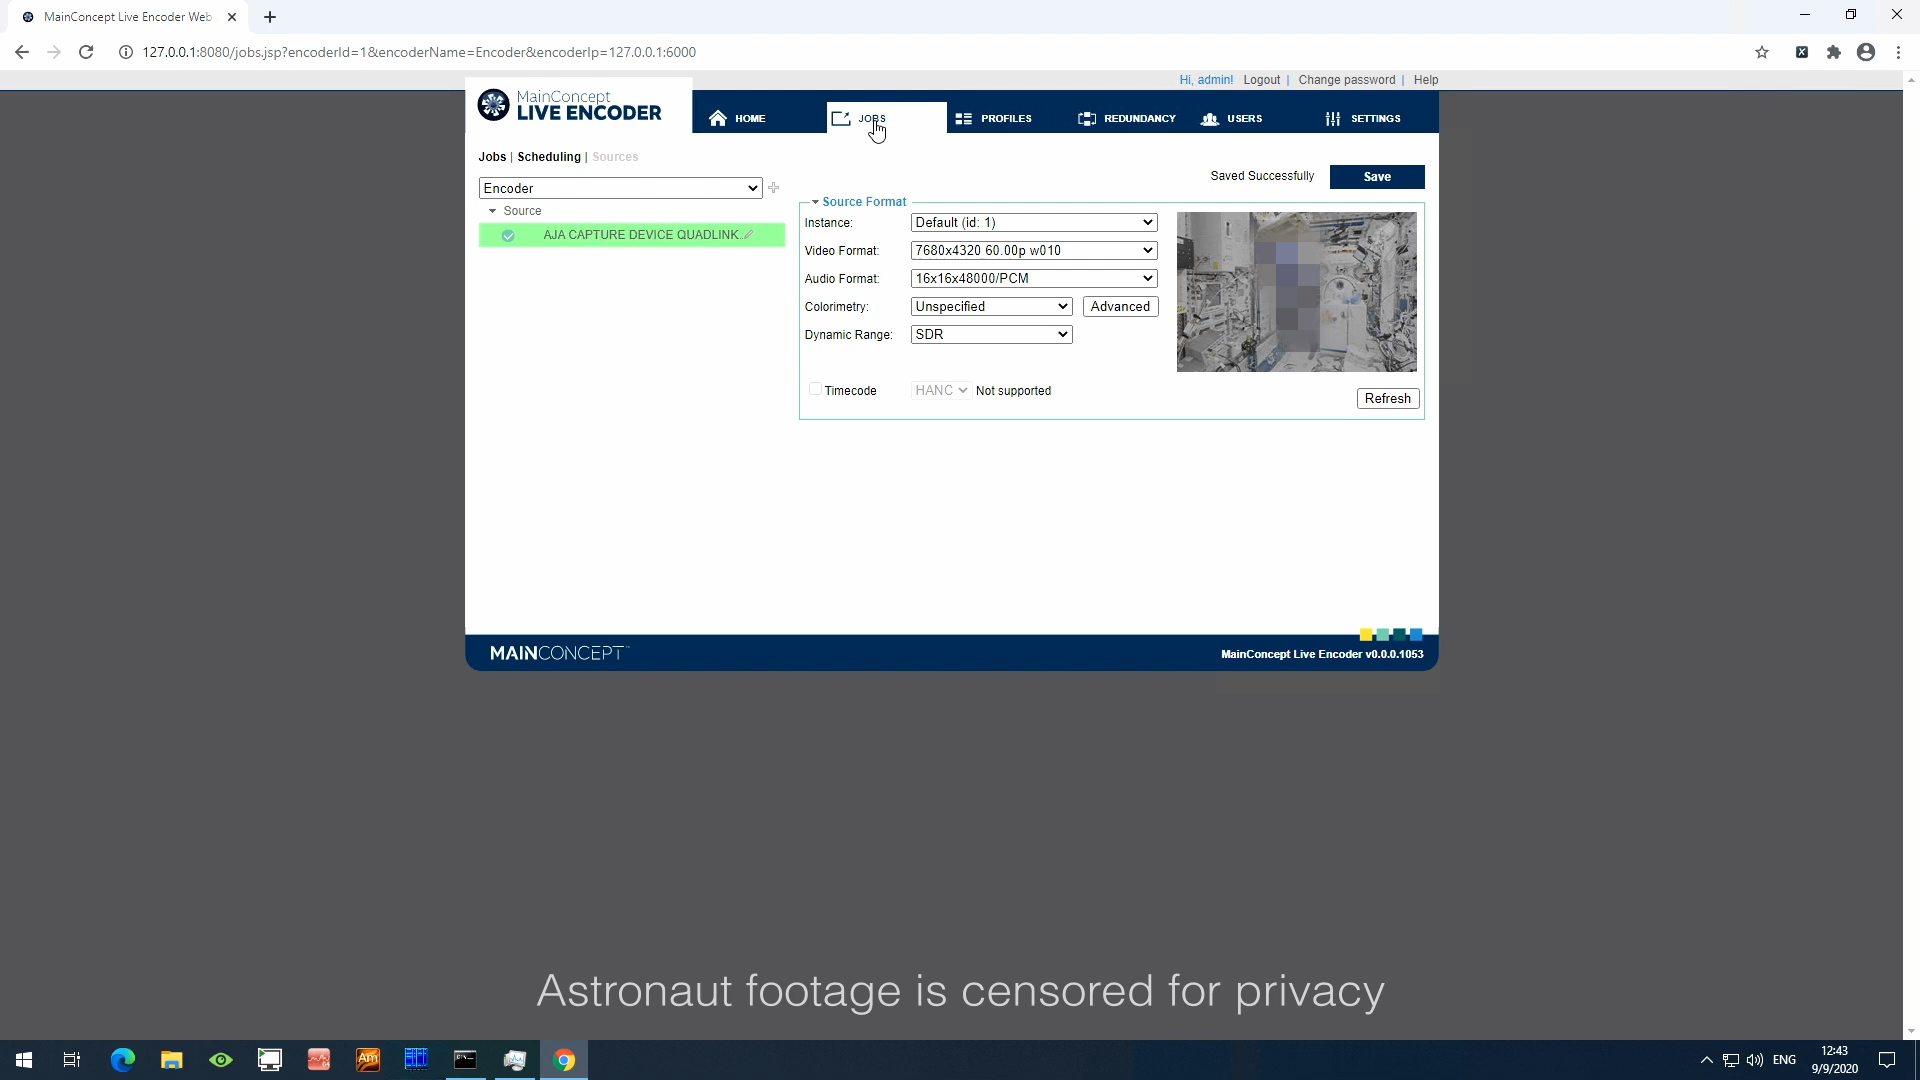 MainConcept Live Encoder Web
127.0.0.1:8080/jobs.jsp?encoderId=1&encoderName=Encoder&encoderIp=127.0.0.1:6000
Hi, admin! Logout | Change password | Help
MainConcept
LIVE ENCODER
HOME
JOBS
PROFILES
REDUNDANCY
USERS
SETTINGS
Jobs | Scheduling | Sources
Saved Successfully
Save
Encoder
Source
AJA CAPTURE DEVICE QUADLINK
Source Format
Instance: Default (id: 1)
Video Format: 7680x4320 60.00p w010
Audio Format: 16x16x48000/PCM
Colorimetry: Unspecified Advanced
Dynamic Range: SDR
Timecode HANC Not supported
Refresh
MAINCONCEPT™
MainConcept Live Encoder v0.0.0.1053
Astronaut footage is censored for privacy
Am
ENG
12:43
9/9/2020